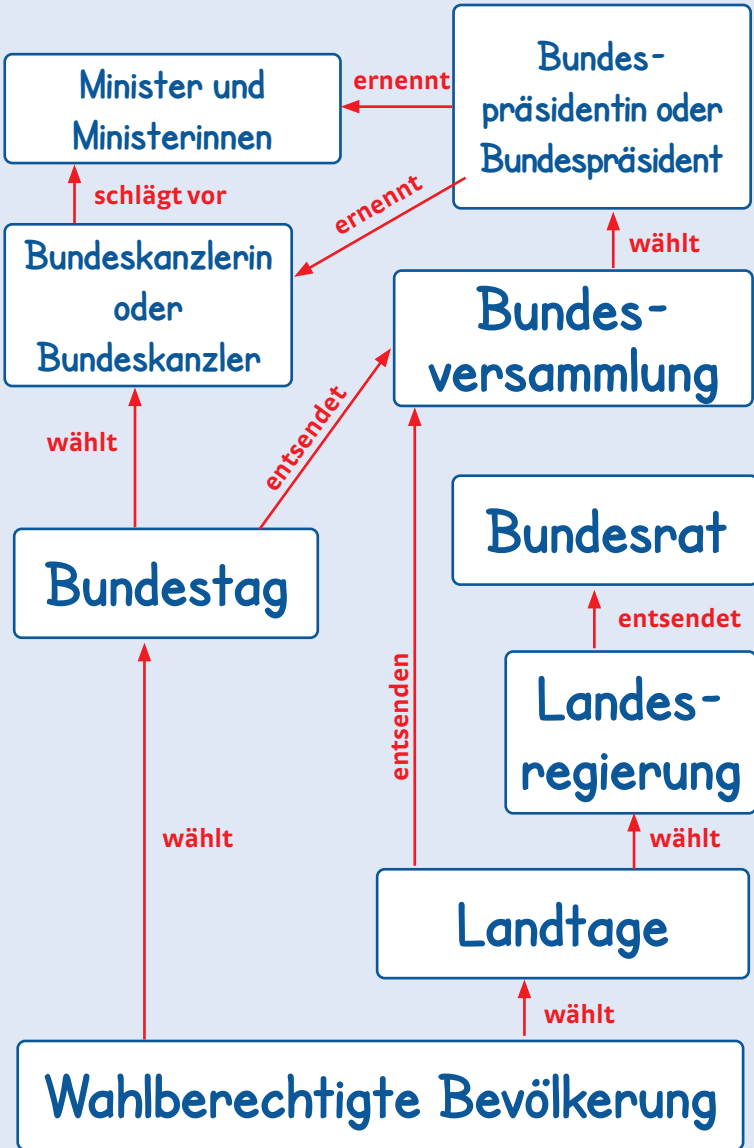 Bundes-
präsidentin oder
Bundespräsident
ernennt
Minister und
Ministerinnen
schlägt vor
ernennt
wählt
Bundeskanzlerin
oder
Bundeskanzler
Bundes-
versammlung
wählt
entsendet
Bundesrat
Bundestag
entsendet
entsenden
Landes-
regierung
wählt
wählt
Landtage
wählt
Wahlberechtigte Bevölkerung